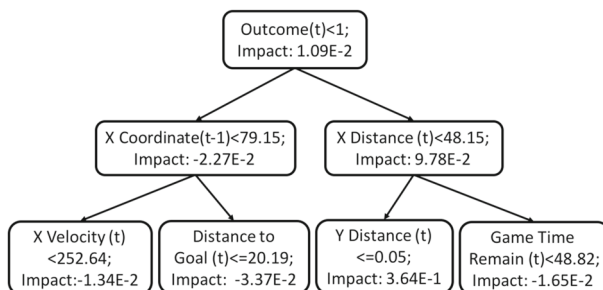 Outcome(t)<1;
Impact: 1.09E-2
X Coordinate(t-1)<79.15;
Impact: -2.27E-2
X Distance (t)<48.15;
Impact: 9.78E-2
X Velocity (t)
<252.64;
Impact:-1.34E-2
Distance to
Goal (t)<=20.19;
Impact: -3.37E-2
Y Distance (t)
<=0.05;
Impact: 3.64E-1
Game Time
Remain (t)<48.82;
Impact: -1.65E-2